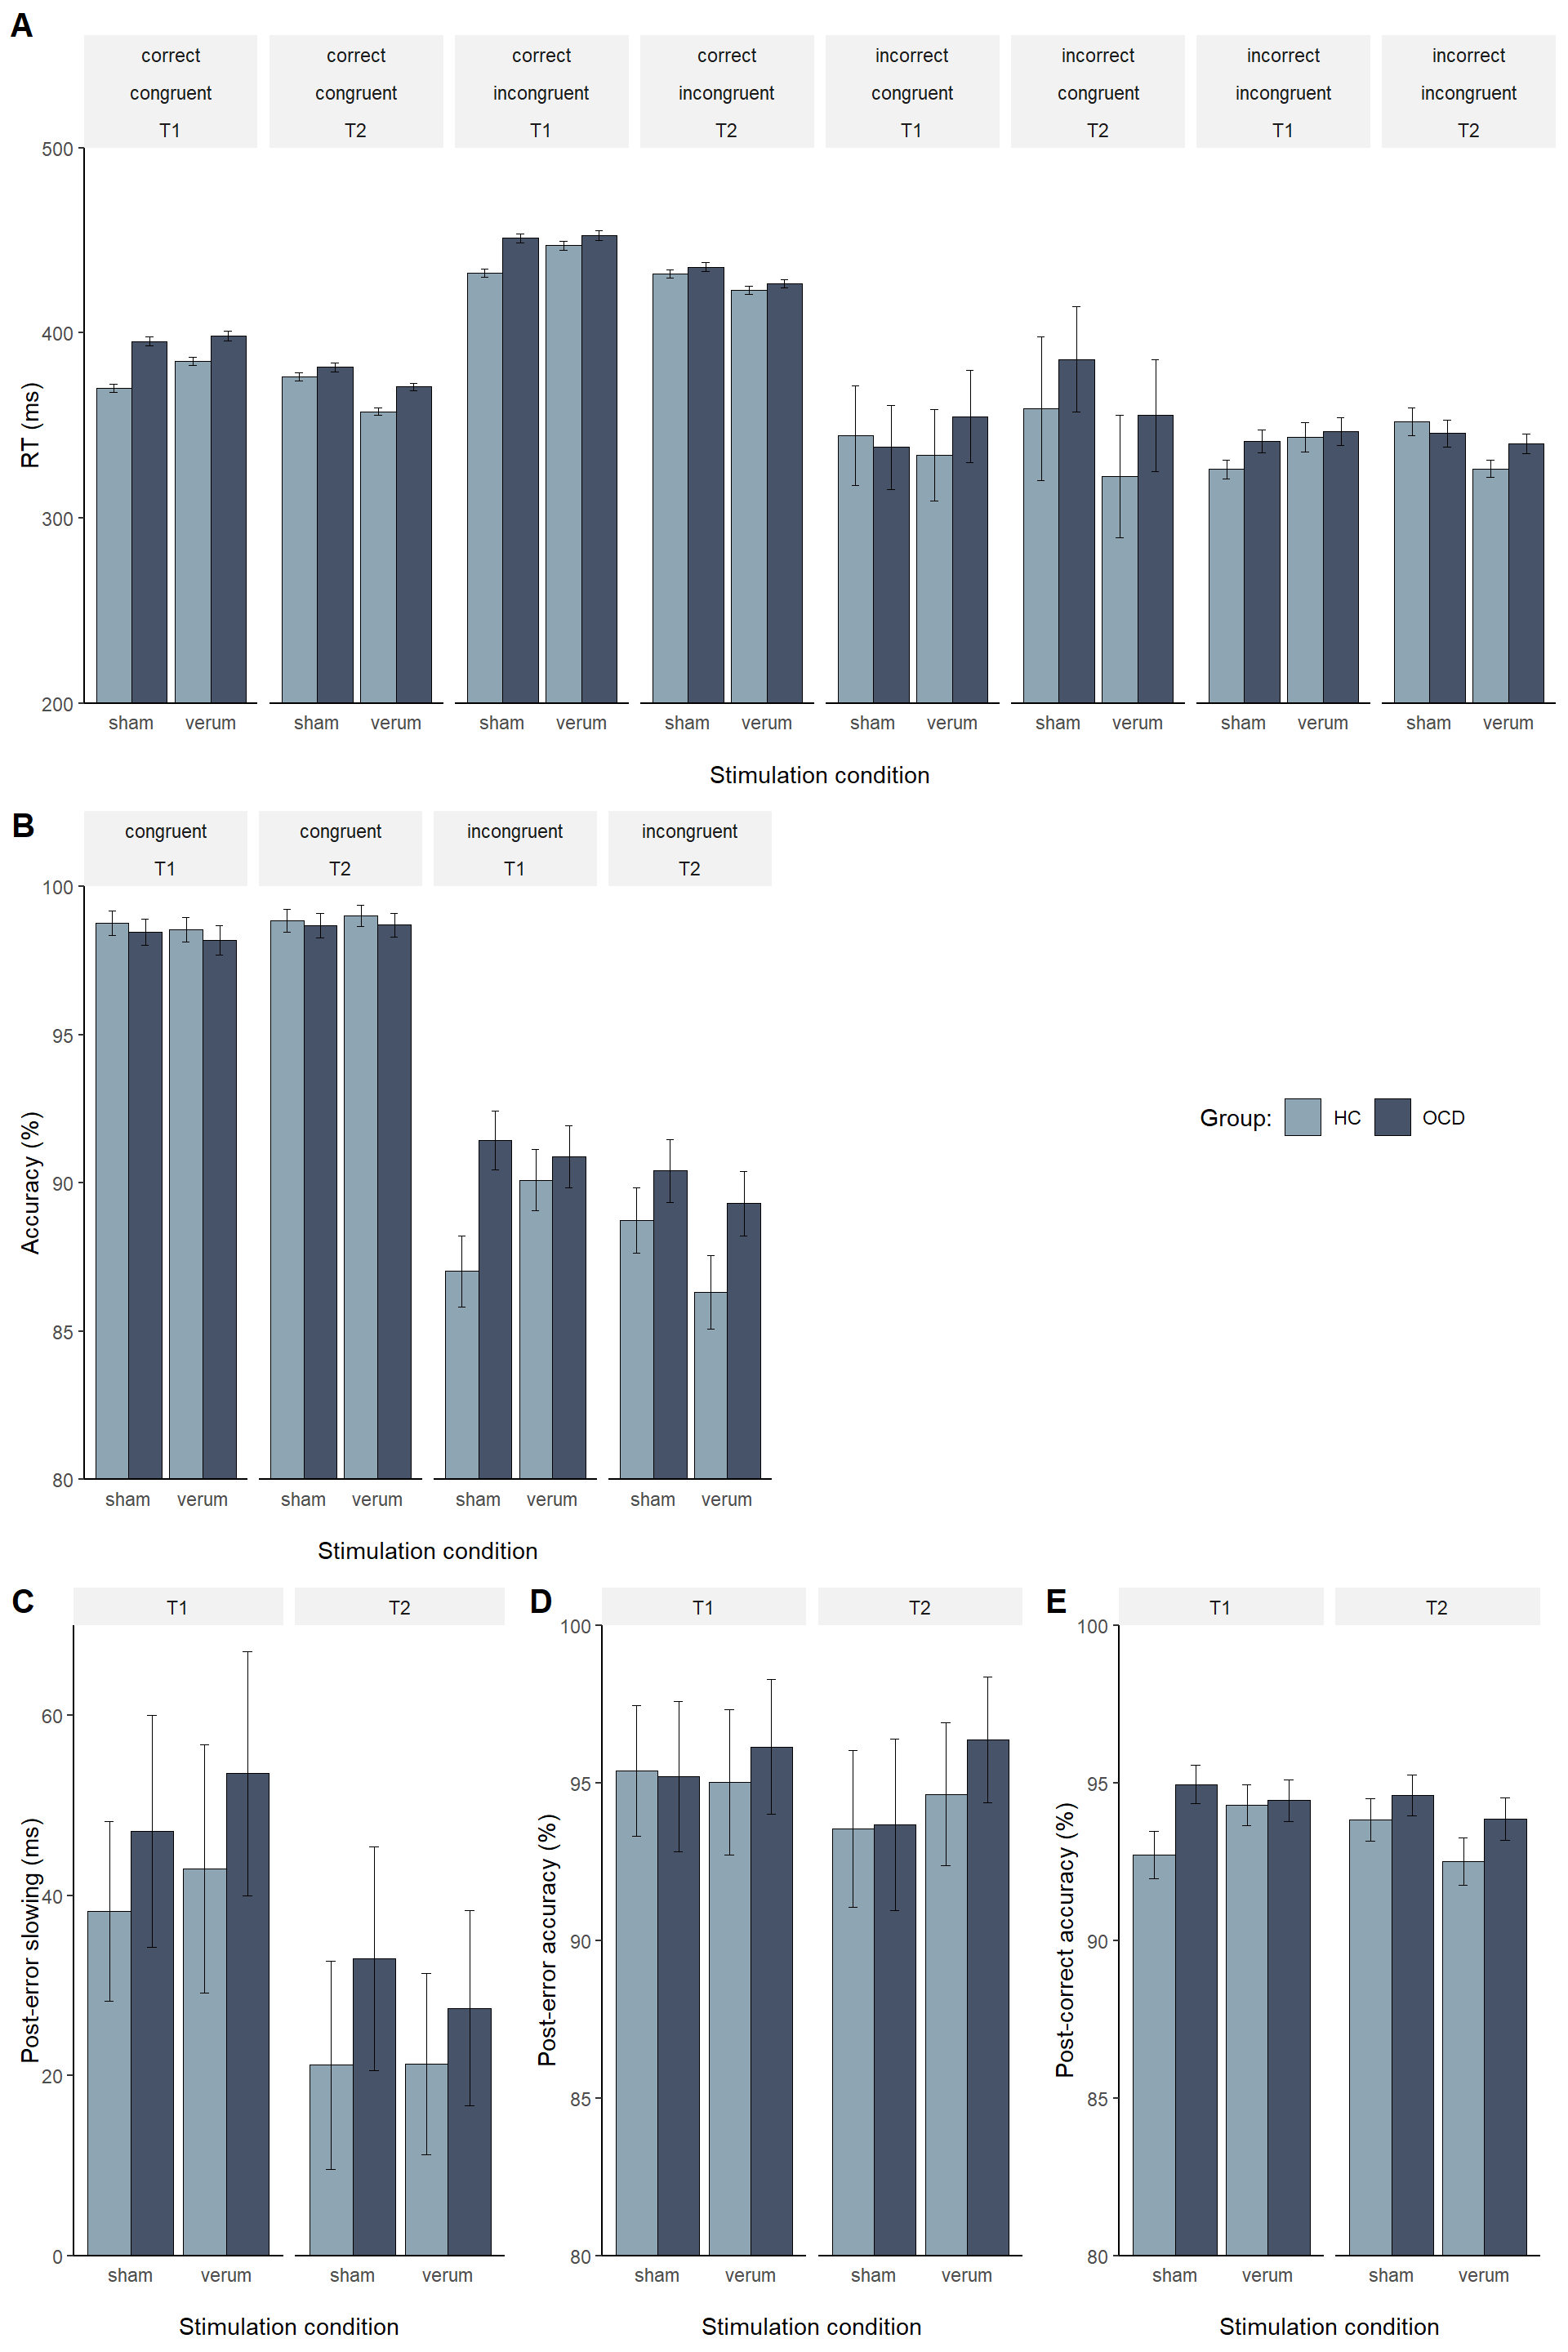 A
correct correct correct correct incorrect incorrect incorrect incorrect
congruent congruent incongruent incongruent congruent congruent incongruent incongruent
T1 T2 T1 T2 T1 T2 T1 T2
500
400
300
200
RT (ms)
sham verum sham verum sham verum sham verum sham verum sham verum sham verum sham verum
Stimulation condition
B
congruent congruent incongruent incongruent
T1 T2 T1 T2
100
95
90
85
80
Accuracy (%)
sham verum sham verum sham verum sham verum
Stimulation condition
Group: HC OCD
C
T1 T2
60
40
20
0
Post-error slowing (ms)
sham verum sham verum
Stimulation condition
D
T1 T2
100
95
90
85
80
Post-error accuracy (%)
sham verum sham verum
Stimulation condition
E
T1 T2
100
95
90
85
80
Post-correct accuracy (%)
sham verum sham verum
Stimulation condition